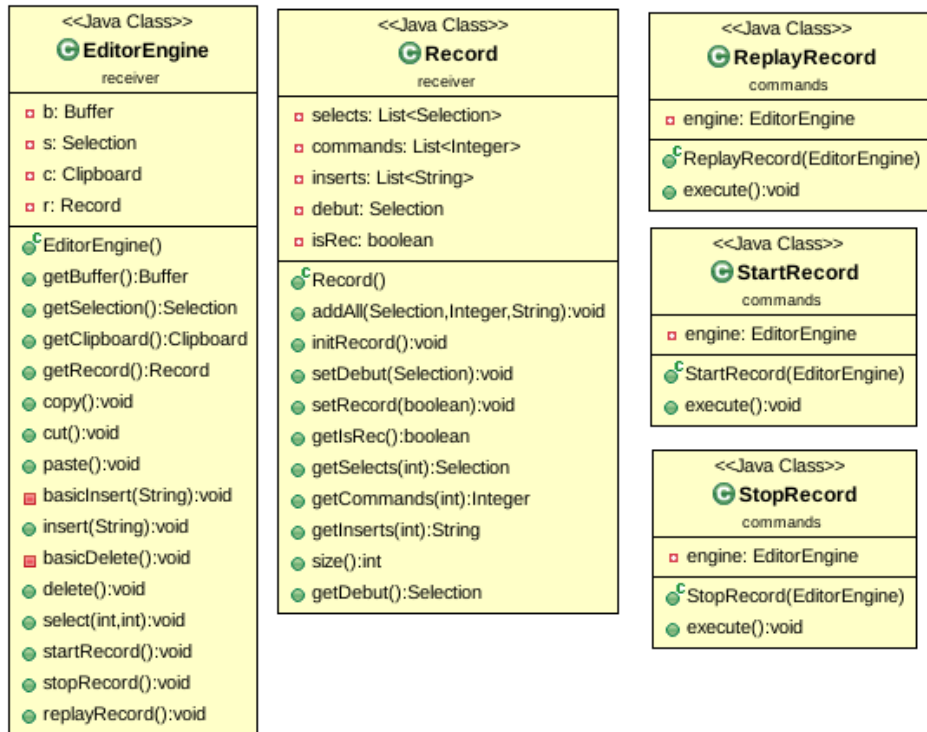 <<Java Class>>
EditorEngine
receiver
b: Buffer
s: Selection
c: Clipboard
r: Record
EditorEngine()
getBuffer():Buffer
getSelection():Selection
getClipboard():Clipboard
getRecord():Record
copy():void
cut():void
paste():void
basicInsert(String):void
insert(String):void
basicDelete():void
delete():void
select(int,int):void
startRecord():void
stopRecord():void
replayRecord():void
<<Java Class>>
Record
receiver
selects: List<Selection>
commands: List<Integer>
inserts: List<String>
debut: Selection
isRec: boolean
Record()
addAll(Selection,Integer,String):void
initRecord():void
setDebut(Selection):void
setRecord(boolean):void
getIsRec():boolean
getSelects(int):Selection
getCommands(int):Integer
getInserts(int):String
size():int
getDebut():Selection
<<Java Class>>
ReplayRecord
commands
engine: EditorEngine
ReplayRecord(EditorEngine)
execute():void
<<Java Class>>
StartRecord
commands
engine: EditorEngine
StartRecord(EditorEngine)
execute():void
<<Java Class>>
StopRecord
commands
engine: EditorEngine
StopRecord(EditorEngine)
execute():void